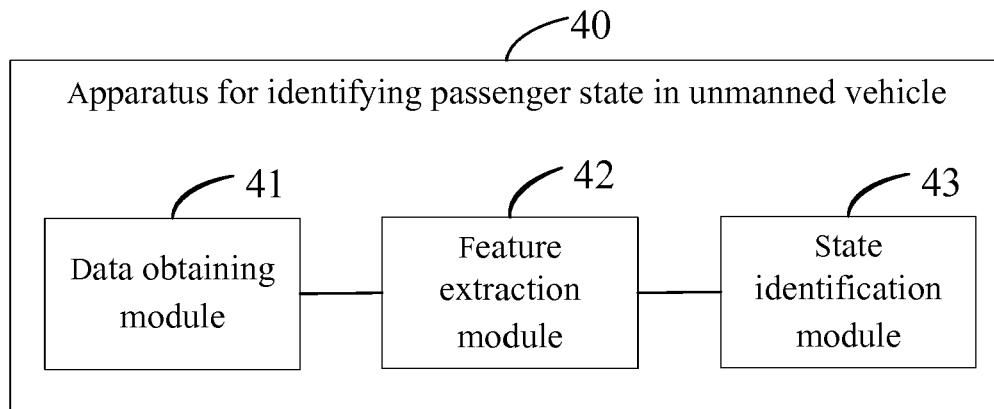 40
Apparatus for identifying passenger state in unmanned vehicle
41
42
43
Data obtaining
module
Feature
extraction
module
State
identification
module